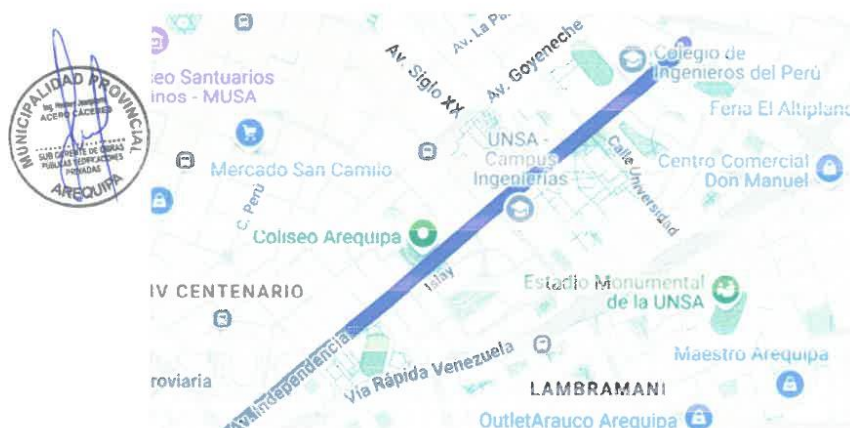 MUNICIPALIDAD PROVINCIAL
ACERO CÁCERES
SUB GERENTE DE OBRAS
PÚBLICAS Y EDIFICACIONES
PRIVADAS
AREQUIPA
seo Santuarios
inos - MUSA
Av. Siglo XX
Av. La Pa
Av. Goyeneche
Colegio de
Ingenieros del Perú
Feria El Altiplano
UNSA -
Campus
Ingenierías
Calle Universidad
Centro Comercial
Don Manuel
Mercado San Camilo
C. Perú
Coliseo Arequipa
Islay
IV CENTENARIO
Estadio Monumental
de la UNSA
Maestro Arequipa
roviaria
Av. Independencia
Vía Rápida Venezuela
LAMBRAMANI
OutletArauco Arequipa